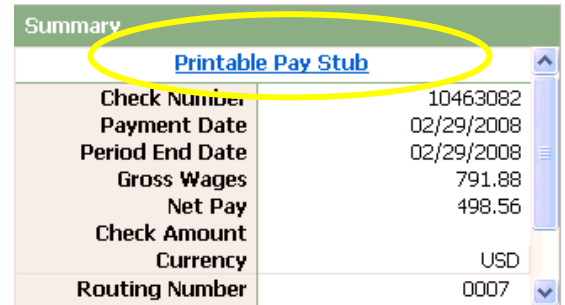 Summary
Printable Pay Stub
Check Number 10463082
Payment Date 02/29/2008
Period End Date 02/29/2008
Gross Wages 791.88
Net Pay 498.56
Check Amount
Currency USD
Routing Number 0007